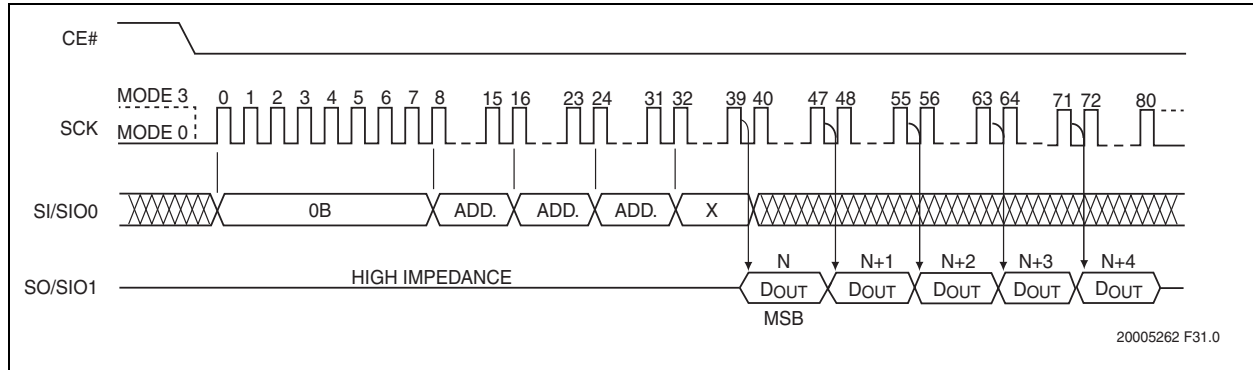 CE#
MODE 3
0 1 2 3 4 5 6 7 8 15 16 23 24 31 32 39 40 47 48 55 56 63 64 71 72 80
SCK
MODE 0
SI/SIO0
0B ADD. ADD. ADD. X
N N+1 N+2 N+3 N+4
SO/SIO1
HIGH IMPEDANCE
DOUT DOUT DOUT DOUT DOUT
MSB
20005262 F31.0